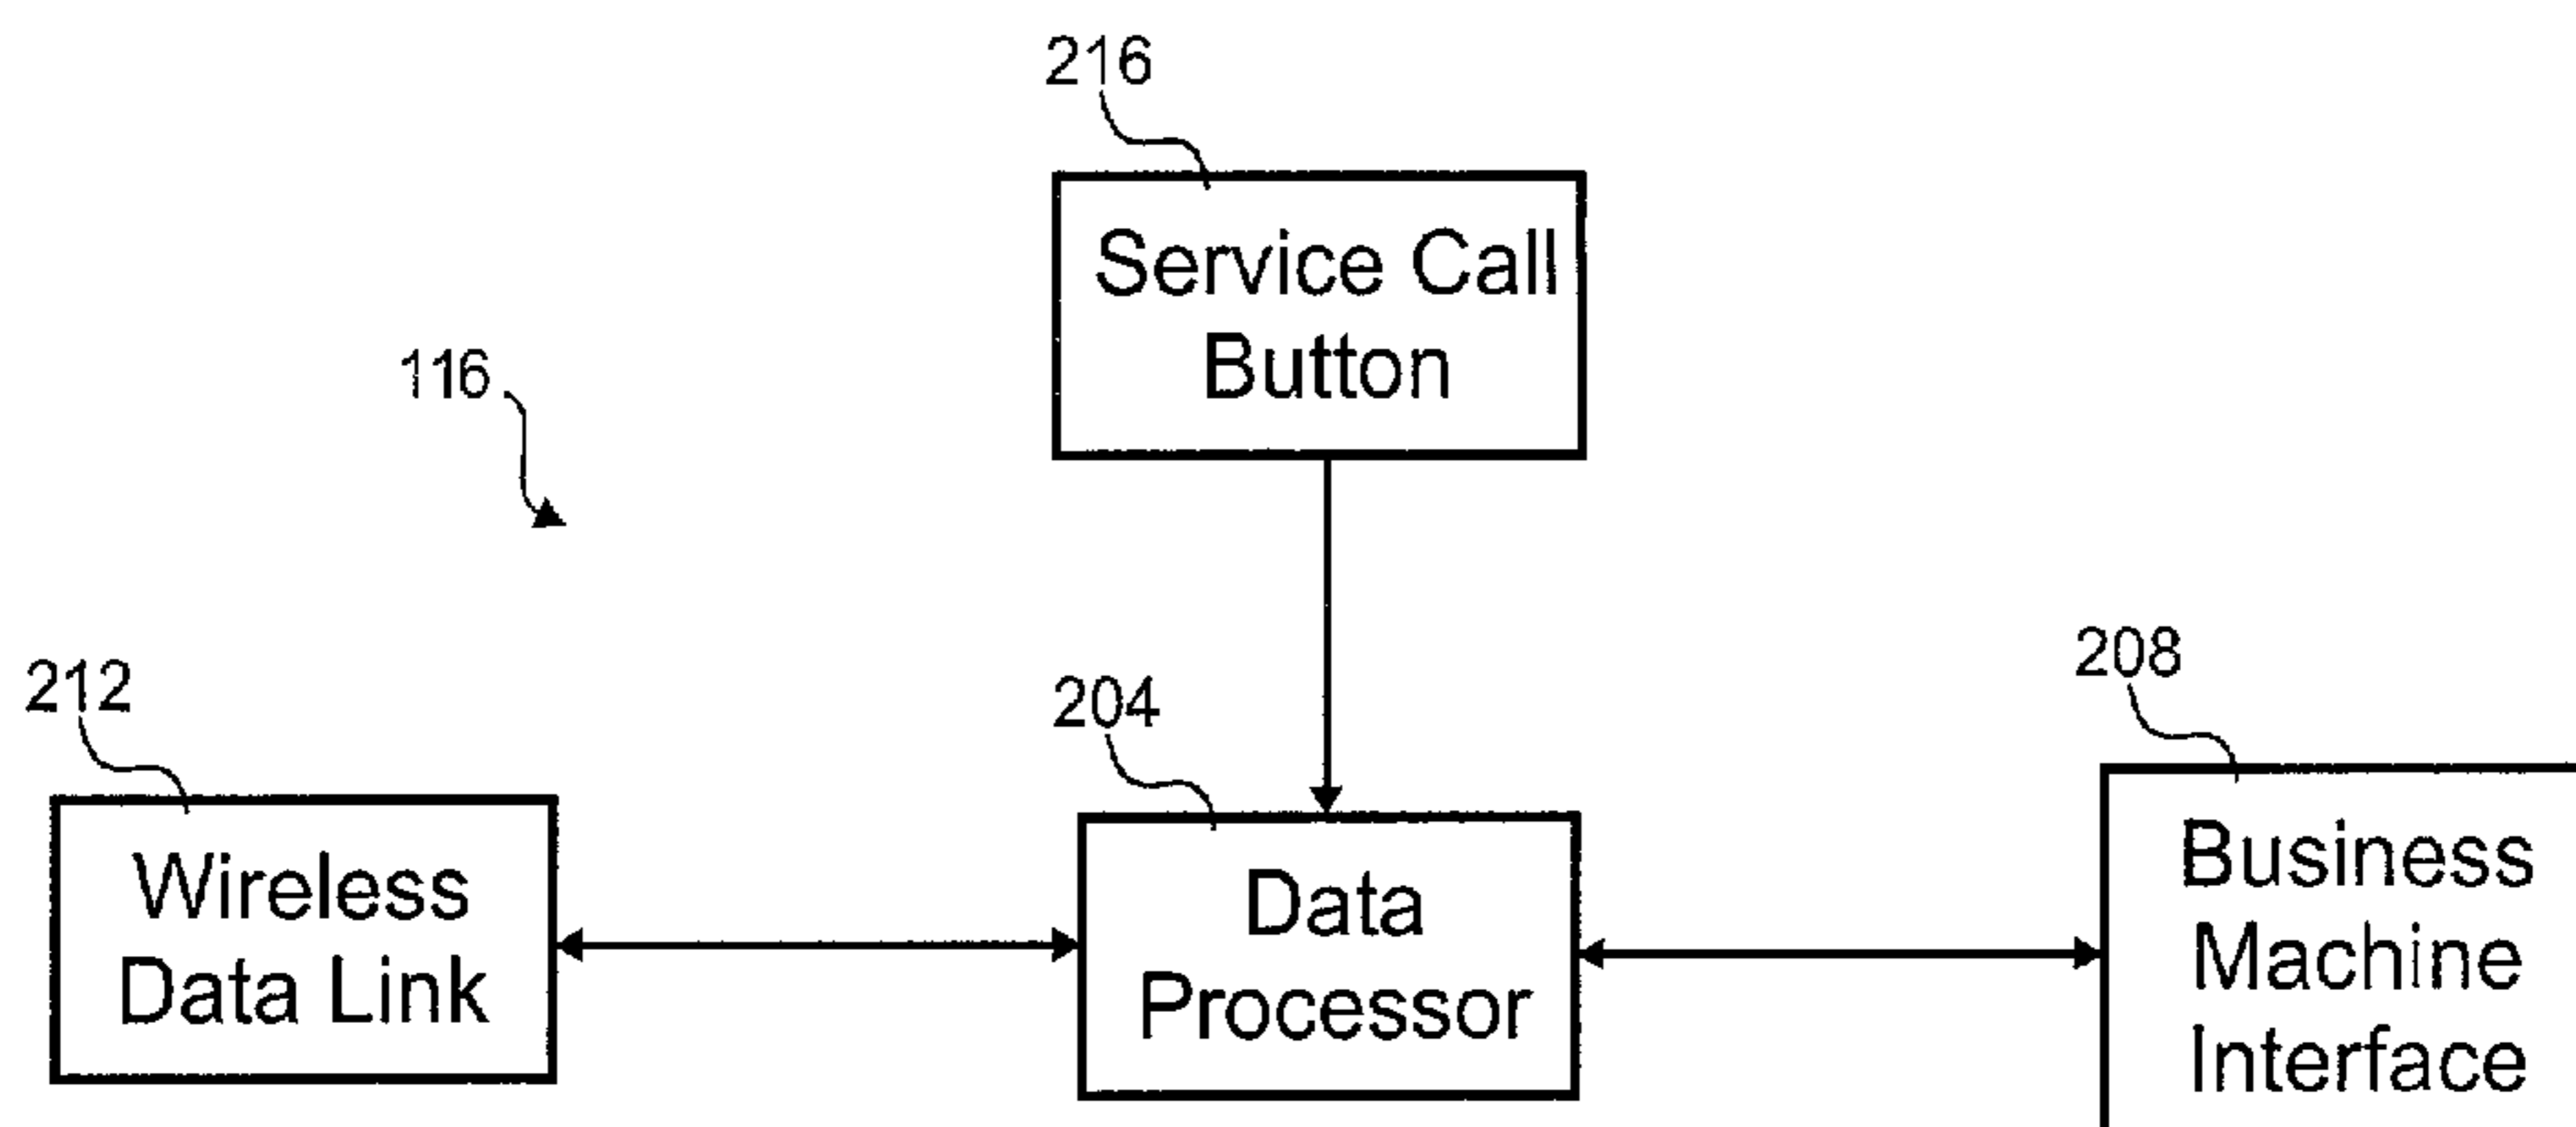 216
Service Call
Button
116
212
Wireless
Data Link
204
Data
Processor
208
Business
Machine
Interface